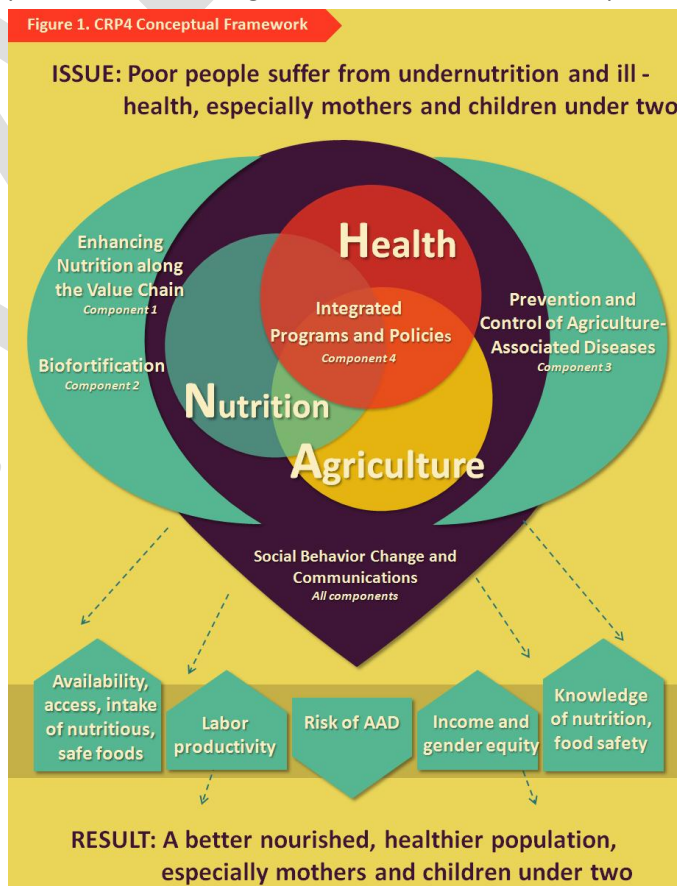 Figure 1. CRP4 Conceptual Framework
ISSUE: Poor people suffer from undernutrition and ill -
health, especially mothers and children under two
Enhancing
Nutrition along
the Value Chain
Component 1
Biofortification
Component 2
Health
Integrated
Programs and Policies
Component 4
Nutrition
Agriculture
Prevention and
Control of Agriculture-
Associated Diseases
Component 3
Social Behavior Change and
Communications
All components
Availability,
access, intake
of nutritious,
safe foods
Labor
productivity
Risk of AAD
Income and
gender equity
Knowledge
of nutrition,
food safety
RESULT: A better nourished, healthier population,
especially mothers and children under two